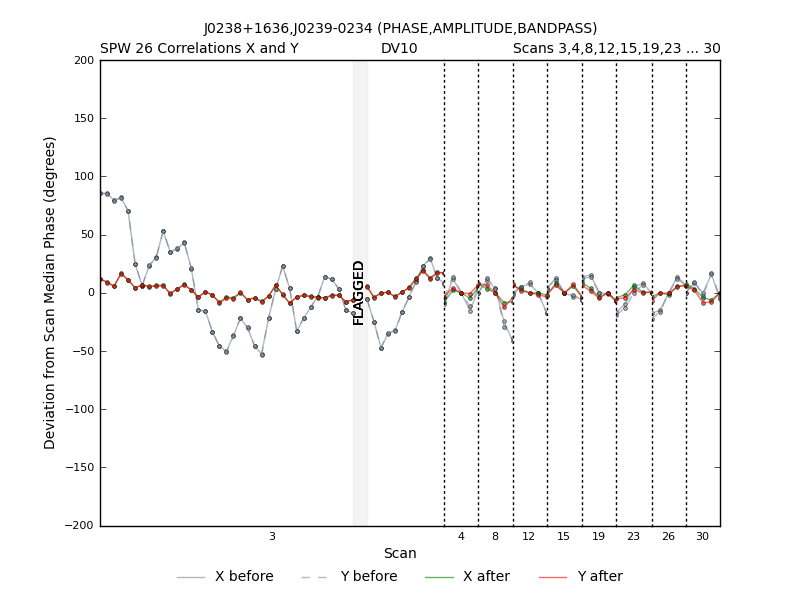 J0238+1636,J0239-0234 (PHASE,AMPLITUDE,BANDPASS)
SPW 26 Correlations X and Y DV10 Scans 3,4,8,12,15,19,23 ... 30
Deviation from Scan Median Phase (degrees)
200
150
100
50
0
−50
−100
−150
−200
FLAGGED
3 4 8 12 15 19 23 26 30
Scan
X before Y before X after Y after